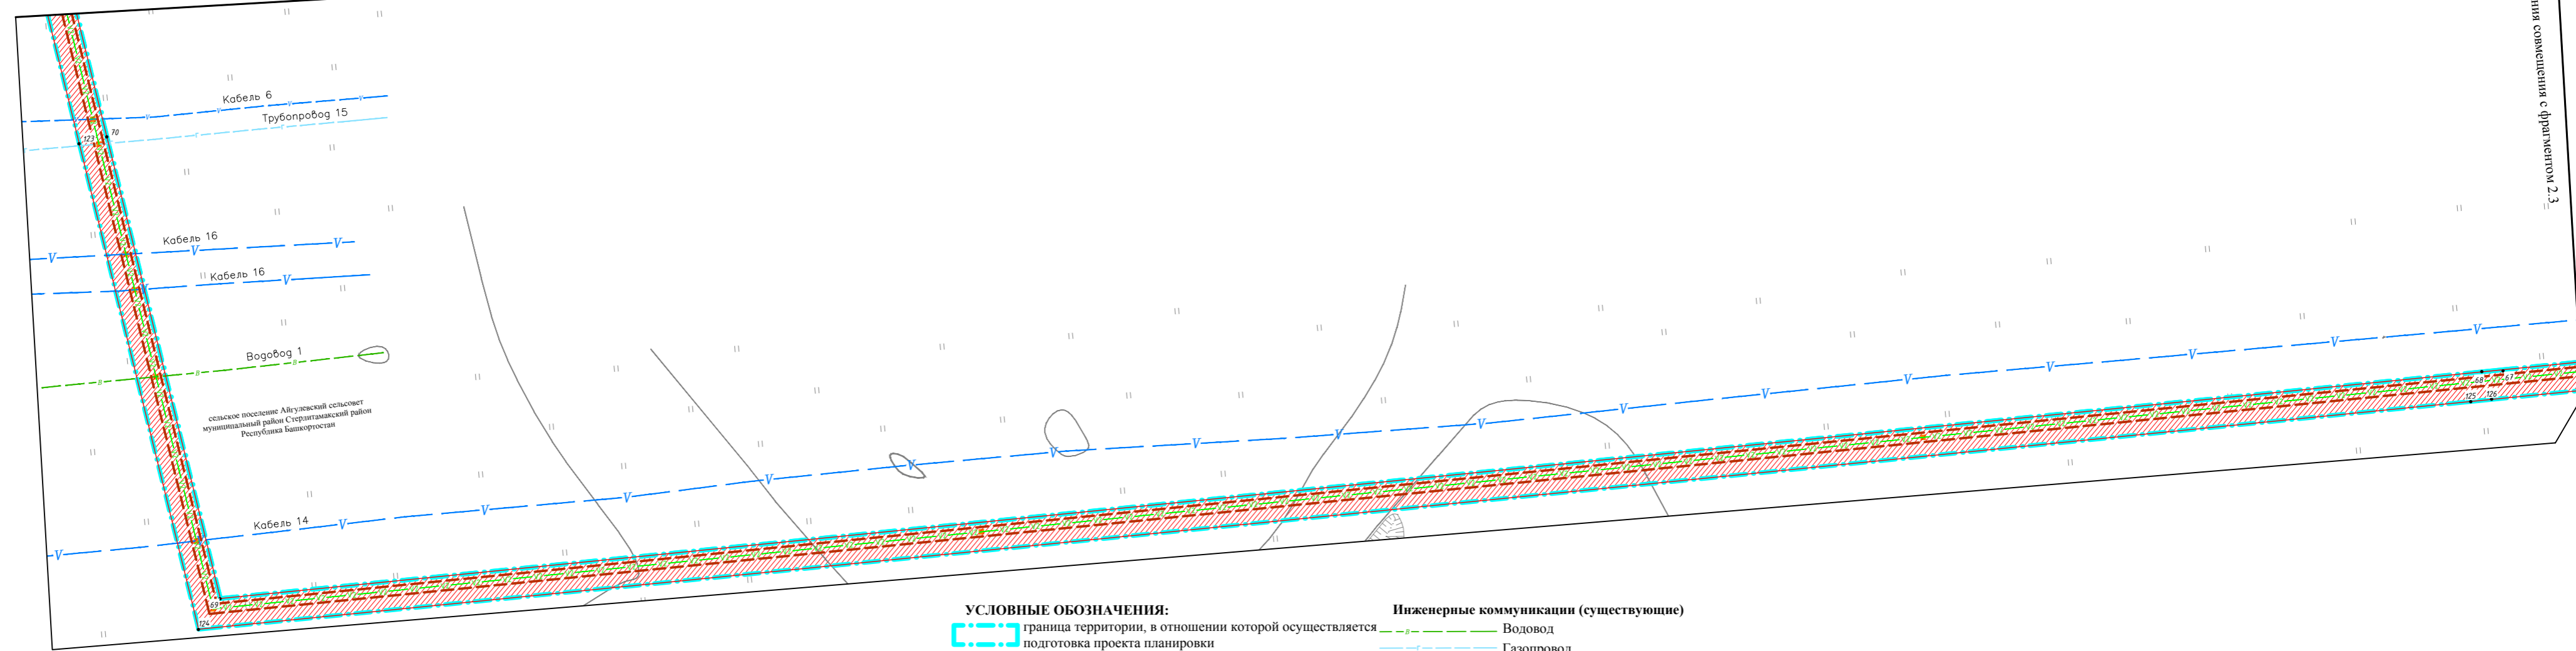 ния совмещения с фрагментом 2.3
Кабель 6
Трубопровод 15
70
123
Кабель 16
Кабель 16
Водовод 1
сельское поселение Айгулевский сельсовет
муниципальный район Стерлитамакский район
Республика Башкортостан
Кабель 14
69
124
68
67
125
126
УСЛОВНЫЕ ОБОЗНАЧЕНИЯ:
граница территории, в отношении которой осуществляется
подготовка проекта планировки
Инженерные коммуникации (существующие)
Водовод
Газопровод